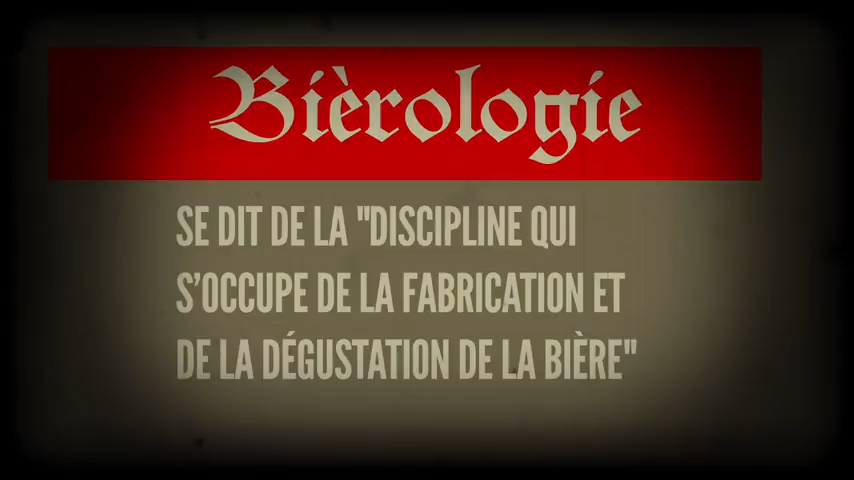 Bièrologie
SE DIT DE LA "DISCIPLINE QUI
S'OCCUPE DE LA FABRICATION ET
DE LA DÉGUSTATION DE LA BIÈRE"